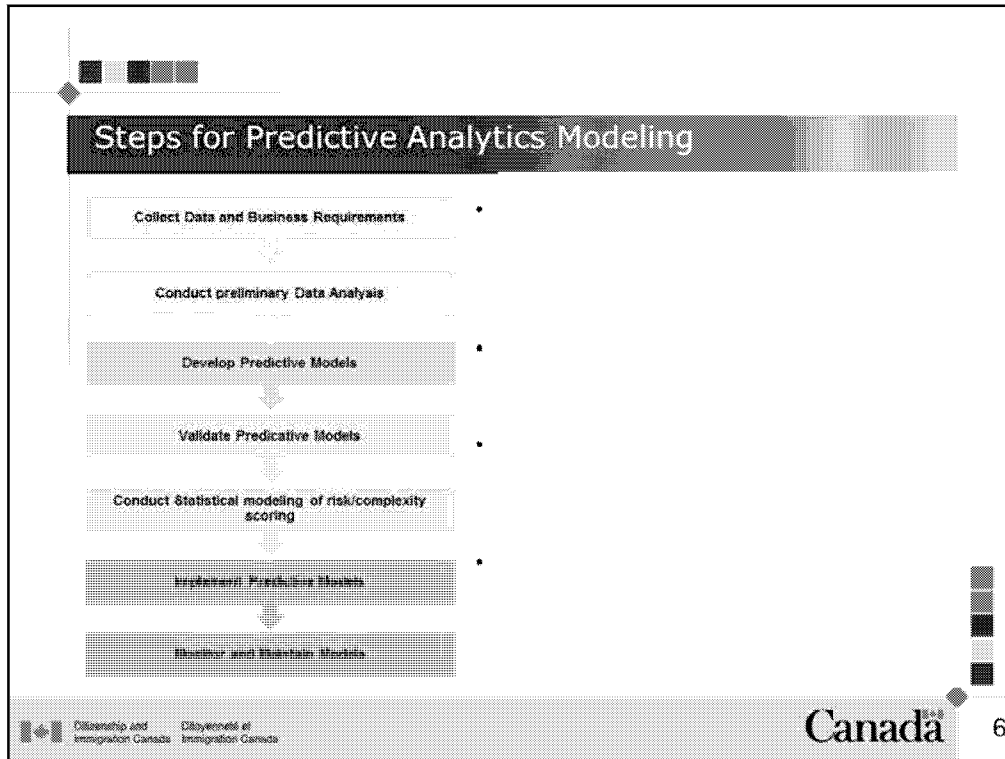 Steps for Predictive Analytics Modeling
Collect Data and Business Requirements
Conduct preliminary Data Analysis
Develop Predictive Models
Validate Predicative Models
Conduct Statistical modeling of risk/complexity
scoring
Implement Predictive Models
Monitor and Maintain Models
•
•
•
•
Citizenship and
Immigration Canada
Citoyenneté et
Immigration Canada
Canada
6